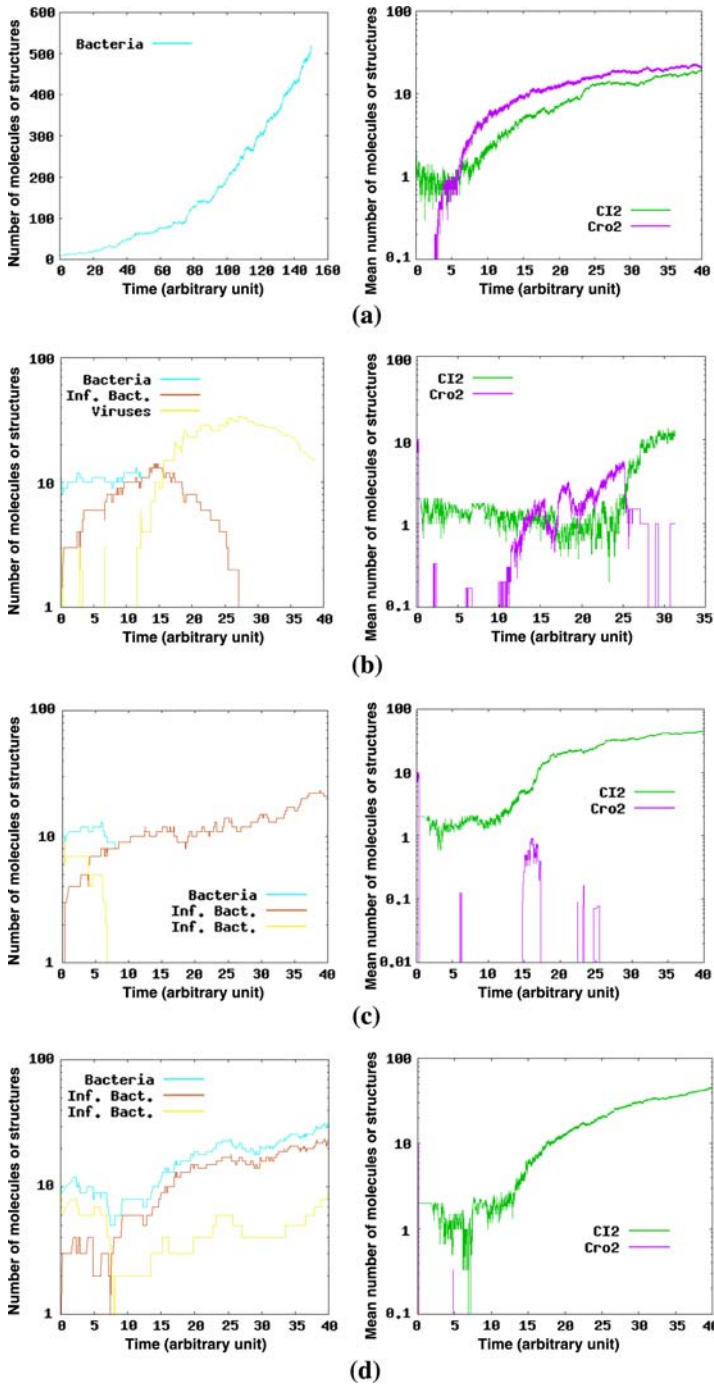 Number of molecules or structures
600
500
400
300
200
100
0
Bacteria
0 20 40 60 80 100 120 140 160
Time (arbitrary unit)
Mean number of molecules or structures
100
10
1
0.1
CI2
Cro2
0 5 10 15 20 25 30 35 40
Time (arbitrary unit)
(a)
Number of molecules or structures
100
10
1
Bacteria
Inf. Bact.
Viruses
0 5 10 15 20 25 30 35 40
Time (arbitrary unit)
Mean number of molecules or structures
100
10
1
0.1
CI2
Cro2
0 5 10 15 20 25 30 35
Time (arbitrary unit)
(b)
Number of molecules or structures
100
10
1
Bacteria
Inf. Bact.
Inf. Bact.
0 5 10 15 20 25 30 35 40
Time (arbitrary unit)
Mean number of molecules or structures
100
10
1
0.1
0.01
CI2
Cro2
0 5 10 15 20 25 30 35 40
Time (arbitrary unit)
(c)
Number of molecules or structures
100
10
1
Bacteria
Inf. Bact.
Inf. Bact.
0 5 10 15 20 25 30 35 40
Time (arbitrary unit)
Mean number of molecules or structures
100
10
1
0.1
CI2
Cro2
0 5 10 15 20 25 30 35 40
Time (arbitrary unit)
(d)